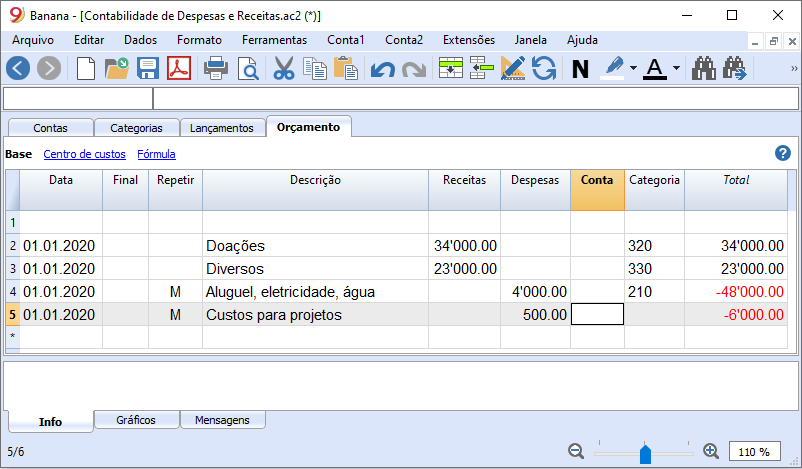 Banana - [Contabilidade de Despesas e Receitas.ac2 (*)]
Arquivo Editar Dados Formato Ferramentas Conta1 Conta2 Extensões Janela Ajuda
N A »
Contas Categorias Lançamentos Orçamento
Base Centro de custos Fórmula ?
Data Final Repetir Descrição Receitas Despesas Conta Categoria Total
1
2 01.01.2020 Doações 34'000.00 320 34'000.00
3 01.01.2020 Diversos 23'000.00 330 23'000.00
4 01.01.2020 M Aluguel, eletricidade, água 4'000.00 210 -48'000.00
5 01.01.2020 M Custos para projetos 500.00 -6'000.00
*
Info Gráficos Mensagens
5/6 110 %